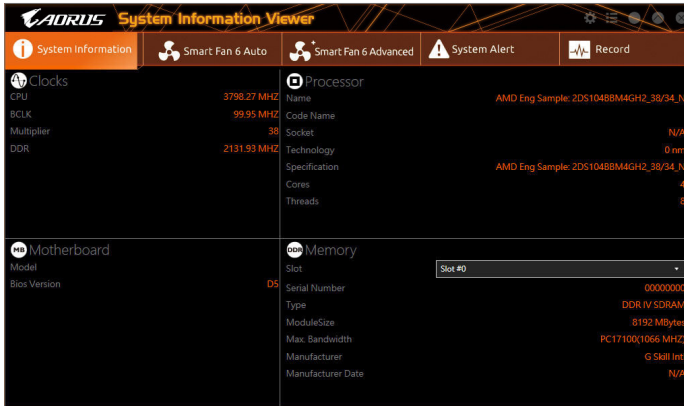 AORUS System Information Viewer
System Information
Smart Fan 6 Auto
Smart Fan 6 Advanced
System Alert
Record
Clocks
CPU 3798.27 MHZ
BCLK 99.95 MHZ
Multiplier 38
DDR 2131.93 MHZ
Processor
Name AMD Eng Sample: 2DS104BBM4GH2_38/34_N
Code Name
Socket N/A
Technology 0 nm
Specification AMD Eng Sample: 2DS104BBM4GH2_38/34_N
Cores 4
Threads 8
MB Motherboard
Model
Bios Version D5
DDR Memory
Slot Slot #0
Serial Number 00000000
Type DDR IV SDRAM
ModuleSize 8192 MBytes
Max. Bandwidth PC17100(1066 MHZ)
Manufacturer G Skill Int
Manufacturer Date N/A